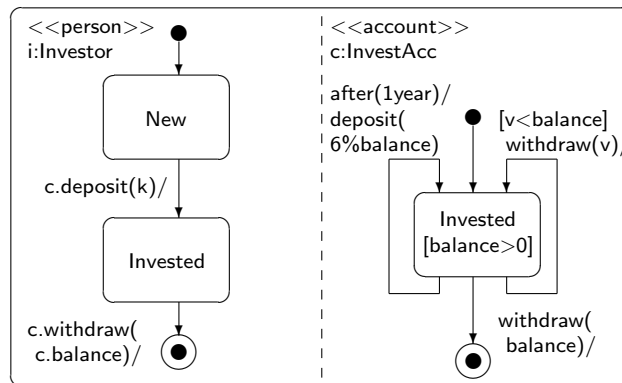 <<person>>
i:Investor
New
c.deposit(k)/
Invested
c.withdraw(
c.balance)/
<<account>>
c:InvestAcc
after(1year)/
deposit(
6%balance)
[v<balance]
withdraw(v)/
Invested
[balance>0]
withdraw(
balance)/